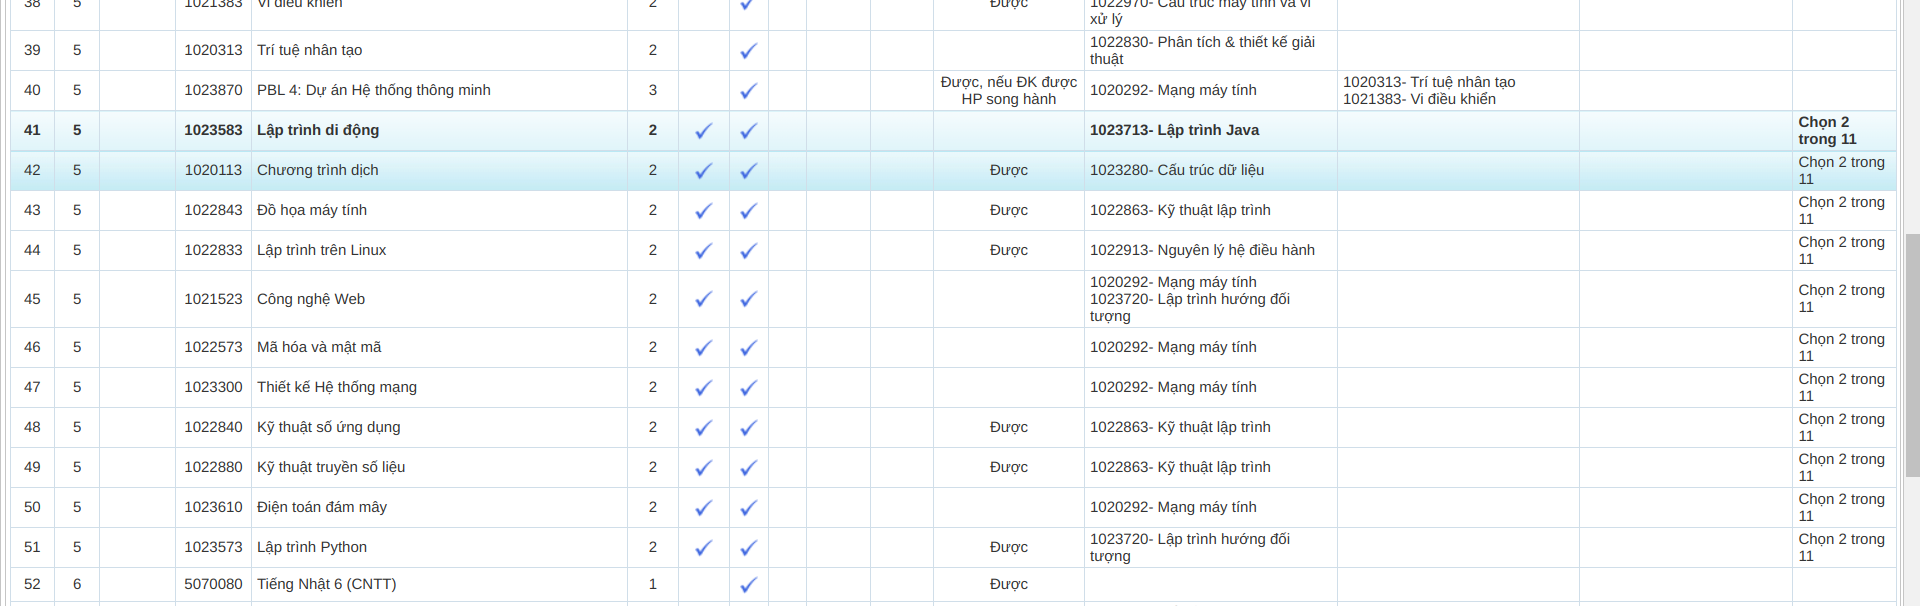 38 5 1021383 Vi điều khiển 2 Được 1022970- Cấu trúc máy tính và vi
xử lý
39 5 1020313 Trí tuệ nhân tạo 2 1022830- Phân tích & thiết kế giải
thuật
40 5 1023870 PBL 4: Dự án Hệ thống thông minh 3 Được, nếu ĐK được
HP song hành 1020292- Mạng máy tính 1020313- Trí tuệ nhân tạo
1021383- Vi điều khiển
41 5 1023583 Lập trình di động 2 1023713- Lập trình Java Chọn 2
trong 11
42 5 1020113 Chương trình dịch 2 Được 1023280- Cấu trúc dữ liệu Chọn 2 trong
11
43 5 1022843 Đồ họa máy tính 2 Được 1022863- Kỹ thuật lập trình Chọn 2 trong
11
44 5 1022833 Lập trình trên Linux 2 Được 1022913- Nguyên lý hệ điều hành Chọn 2 trong
11
45 5 1021523 Công nghệ Web 2 1020292- Mạng máy tính
1023720- Lập trình hướng đối
tượng Chọn 2 trong
11
46 5 1022573 Mã hóa và mật mã 2 1020292- Mạng máy tính Chọn 2 trong
11
47 5 1023300 Thiết kế Hệ thống mạng 2 1020292- Mạng máy tính Chọn 2 trong
11
48 5 1022840 Kỹ thuật số ứng dụng 2 Được 1022863- Kỹ thuật lập trình Chọn 2 trong
11
49 5 1022880 Kỹ thuật truyền số liệu 2 Được 1022863- Kỹ thuật lập trình Chọn 2 trong
11
50 5 1023610 Điện toán đám mây 2 1020292- Mạng máy tính Chọn 2 trong
11
51 5 1023573 Lập trình Python 2 Được 1023720- Lập trình hướng đối
tượng Chọn 2 trong
11
52 6 5070080 Tiếng Nhật 6 (CNTT) 1 Được